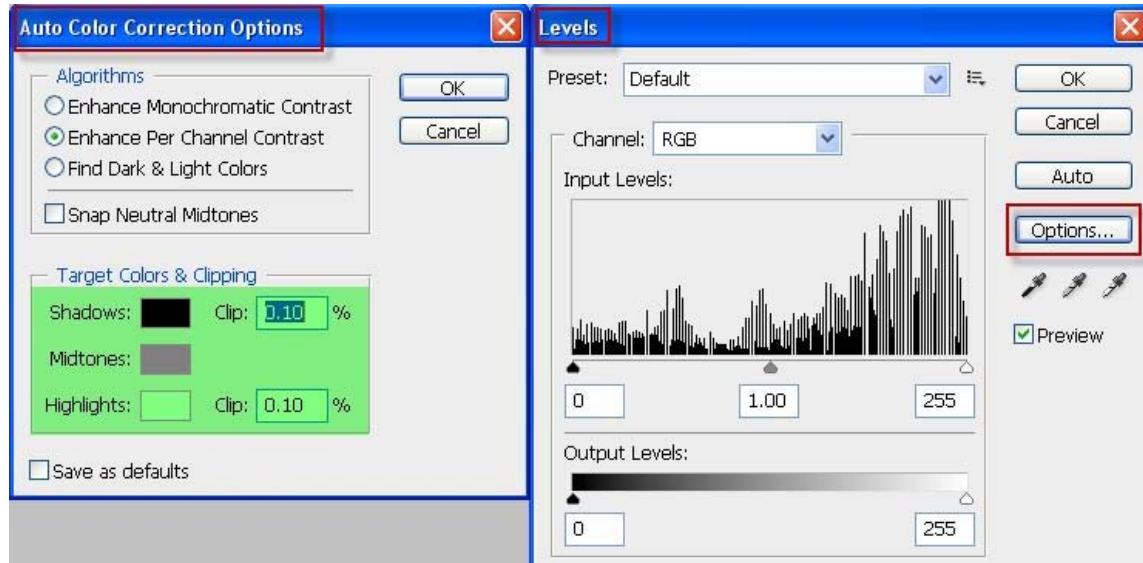 Auto Color Correction Options
Algorithms
Enhance Monochromatic Contrast
Enhance Per Channel Contrast
Find Dark & Light Colors
Snap Neutral Midtones
OK
Cancel
Target Colors & Clipping
Shadows: Clip: 0.10 %
Midtones:
Highlights: Clip: 0.10 %
Save as defaults
Levels
Preset: Default
Channel: RGB
Input Levels:
0 1.00 255
Output Levels:
0 255
OK
Cancel
Auto
Options...
Preview